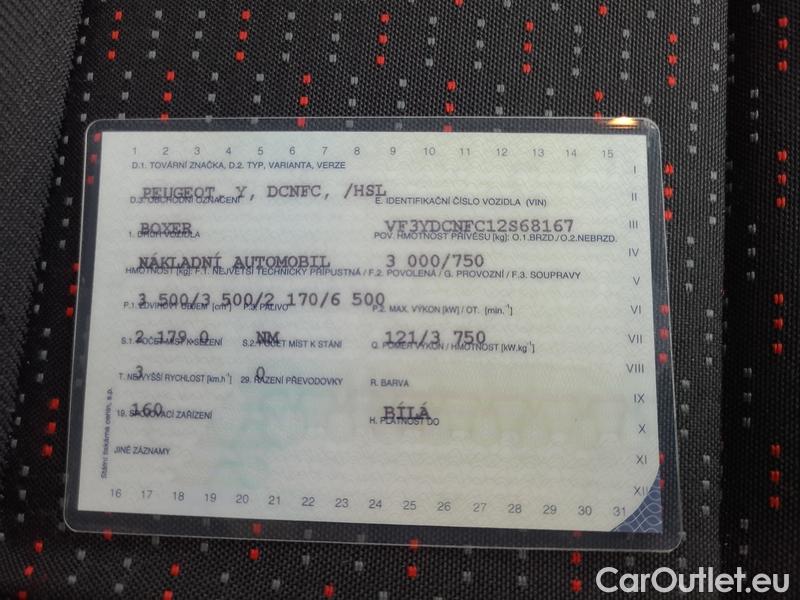 1 2 3 4 5 6 7 8 9 10 11 12 13 14 15
I
II
III
IV
V
VI
VII
VIII
IX
X
XI
XII
D.1. TOVÁRNÍ ZNAČKA, D.2. TYP, VARIANTA, VERZE
PEUGEOT, Y, DCNFC, /HSL
D.3. OBCHODNÍ OZNAČENÍ E. IDENTIFIKAČNÍ ČÍSLO VOZIDLA (VIN)
BOXER VF3YDCNFC12S68167
1. DRUH VOZIDLA POV. HMOTNOST PŘÍVĚSU [kg]: O.1.BRZD./O.2.NEBRZD.
NÁKLADNÍ AUTOMOBIL 3 000/750
HMOTNOST [kg]: F.1. NEJVĚTŠÍ TECHNICKY PŘÍPUSTNÁ / F.2. POVOLENÁ / G. PROVOZNÍ / F.3. SOUPRAVY
3 500/3 500/2 170/6 500
P.1. ZDVIHOVÝ OBJEM [cm³] P.3. PALIVO P.2. MAX. VÝKON [kW] / OT. [min.⁻¹]
2 179,0 NM 121/3 750
S.1. POČET MÍST K SEZENÍ S.2. POČET MÍST K STÁNÍ Q. POMĚR VÝKON / HMOTNOST [kW.kg⁻¹]
3 0
T. NEJVYŠŠÍ RYCHLOST [km.h⁻¹] 29. ŘAZENÍ PŘEVODOVKY R. BARVA
160 BÍLÁ
19. SPOJOVACÍ ZAŘÍZENÍ H. PLATNOST DO
JINÉ ZÁZNAMY
Státní tiskárna cenin, s.p.
16 17 18 19 20 21 22 23 24 25 26 27 28 29 30 31
CarOutlet.eu